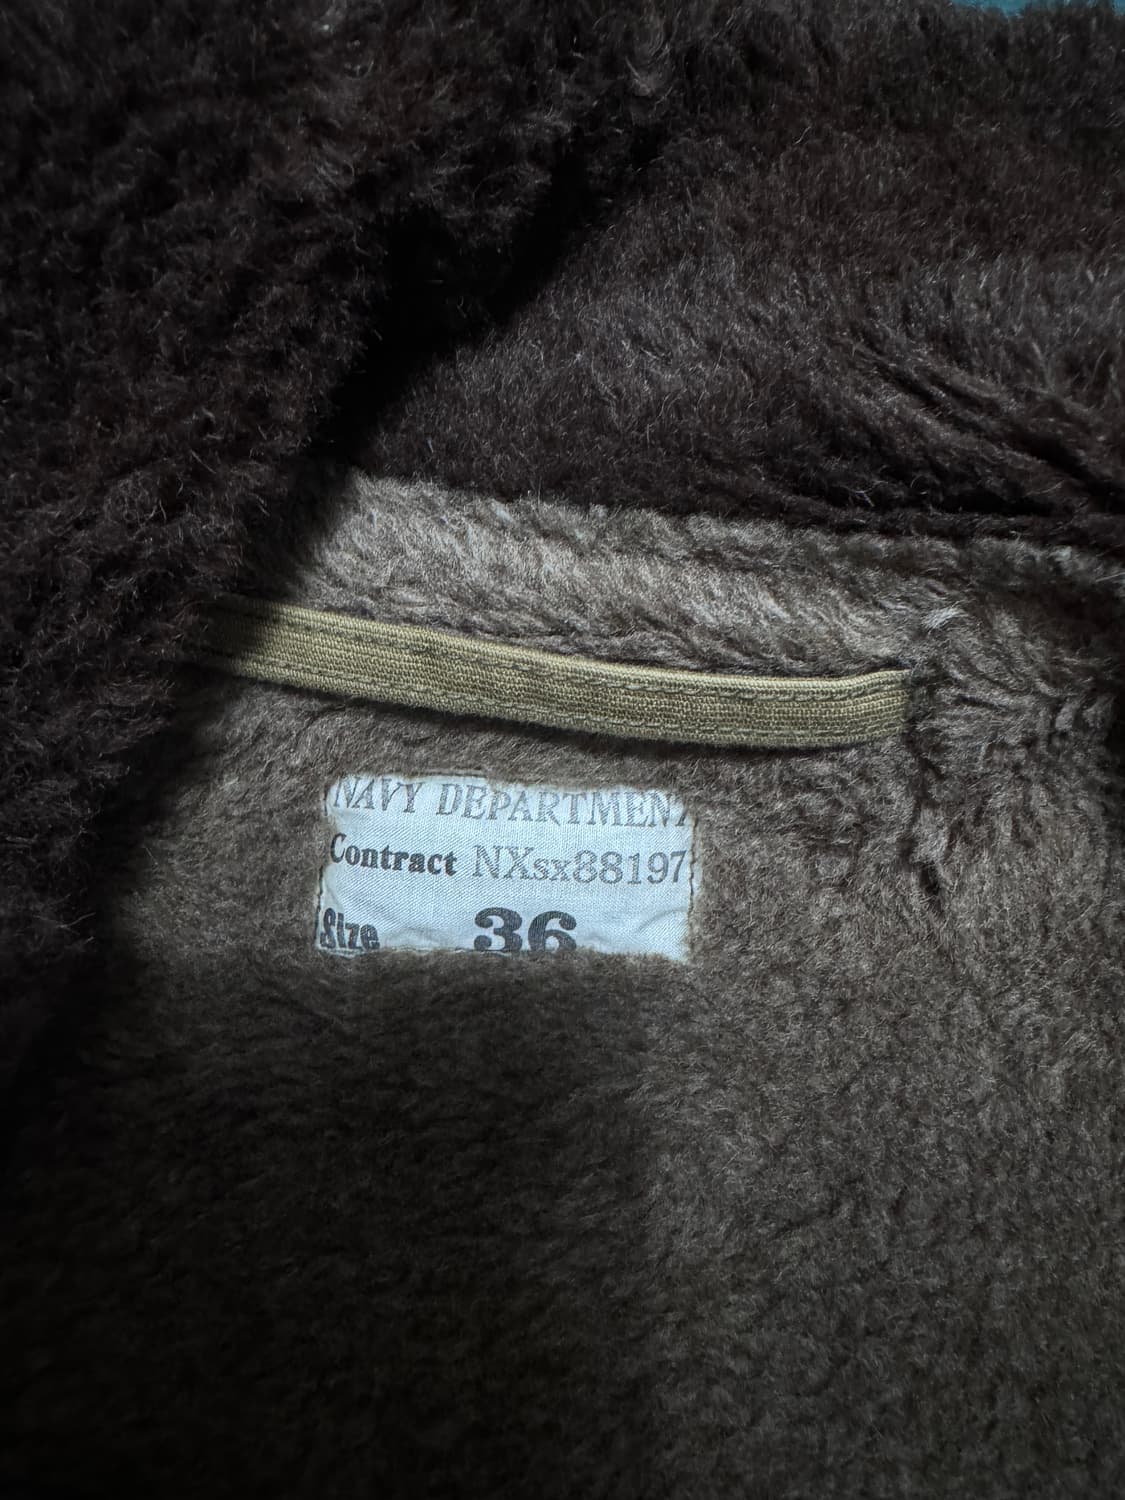 NAVY DEPARTMENT
Contract NXsx88197
Size 36